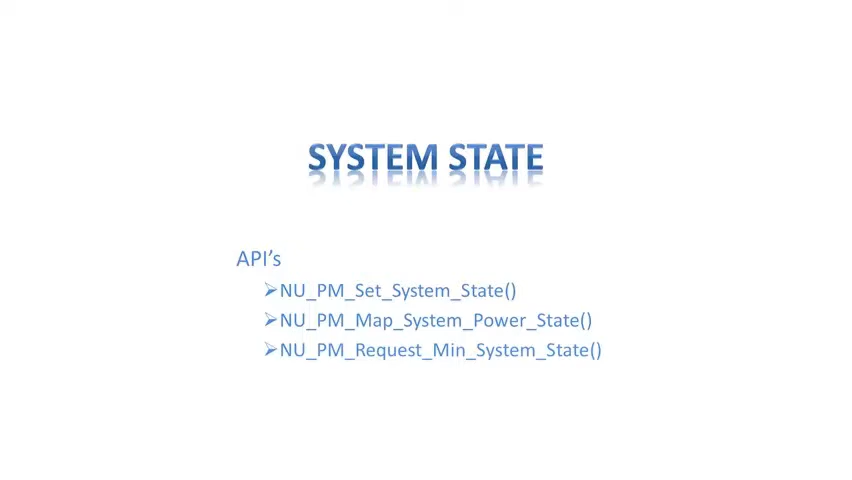 SYSTEM STATE
API’s
➢NU_PM_Set_System_State()
➢NU_PM_Map_System_Power_State()
➢NU_PM_Request_Min_System_State()